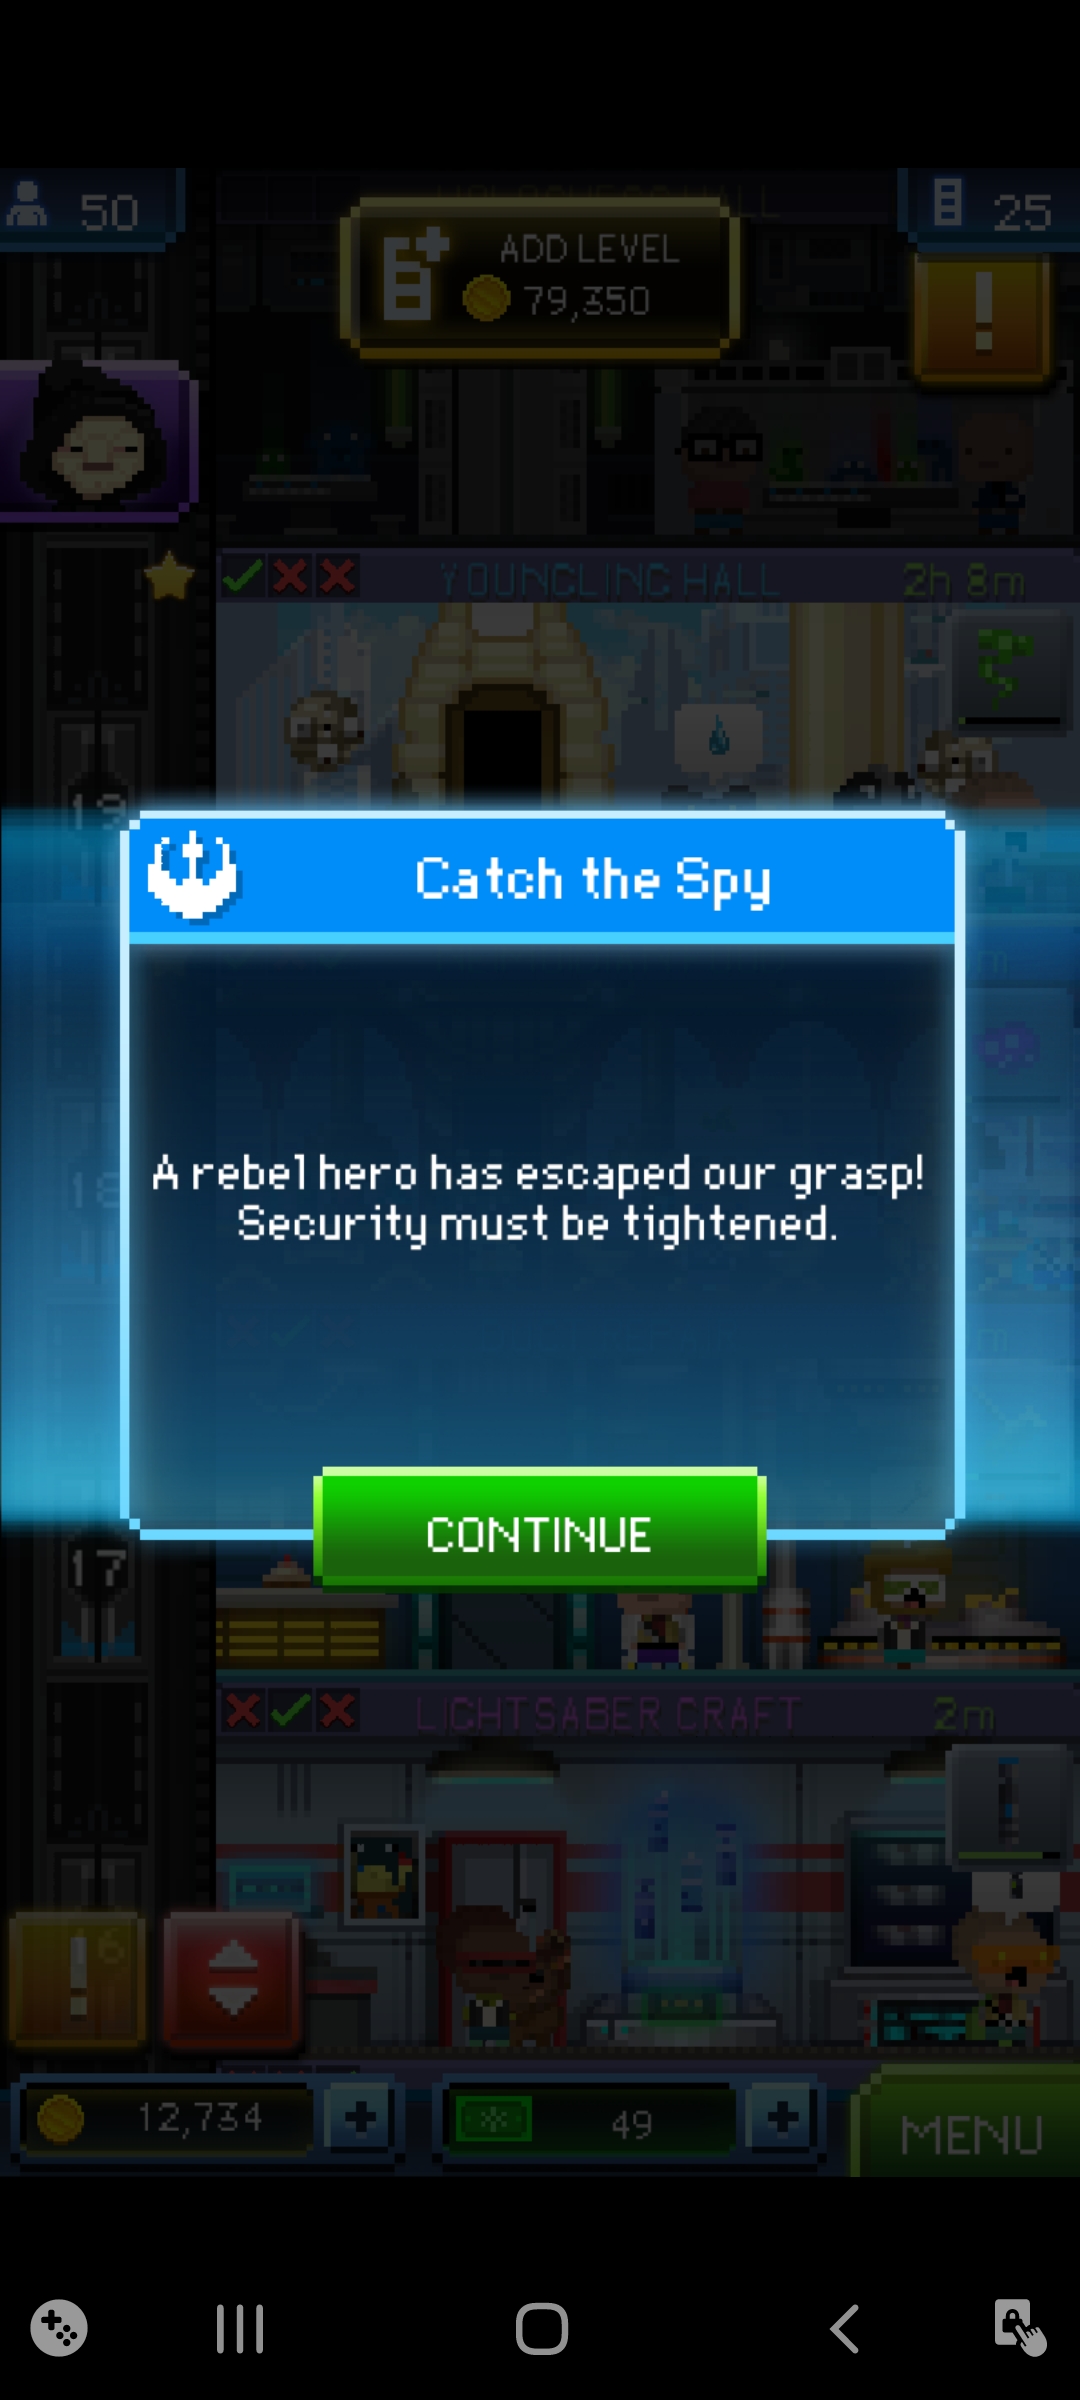 50
25
ADD LEVEL
79,350
YOUNGLING HALL
2h 8m
19
Catch the Spy
18
A rebel hero has escaped our grasp!
Security must be tightened.
CONTINUE
17
LIGHTSABER CRAFT
2m
16
12,734
49
MENU